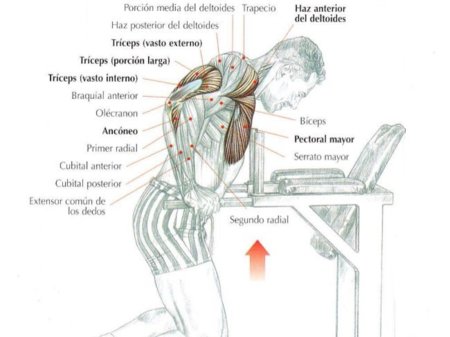 Porción media del deltoides
Trapecio
Haz anterior
del deltoides
Haz posterior del deltoides
Tríceps (vasto externo)
Tríceps (porción larga)
Tríceps (vasto interno)
Braquial anterior
Olécranon
Ancóneo
Primer radial
Cubital anterior
Cubital posterior
Extensor común de
los dedos
Bíceps
Pectoral mayor
Serrato mayor
Segundo radial